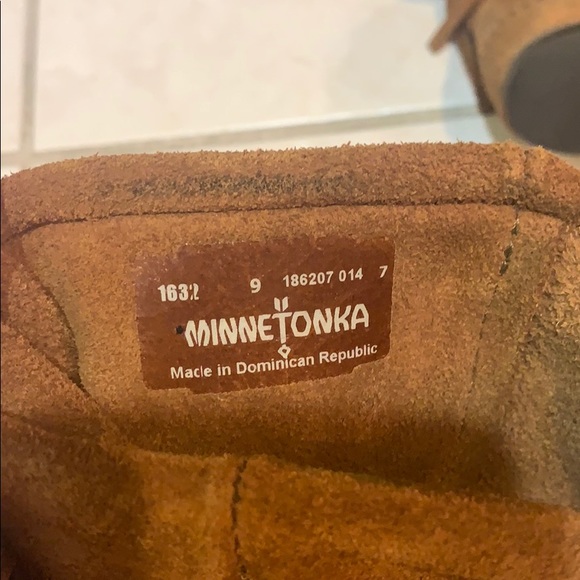 1632 9 186207 014 7
MINNETONKA
Made in Dominican Republic